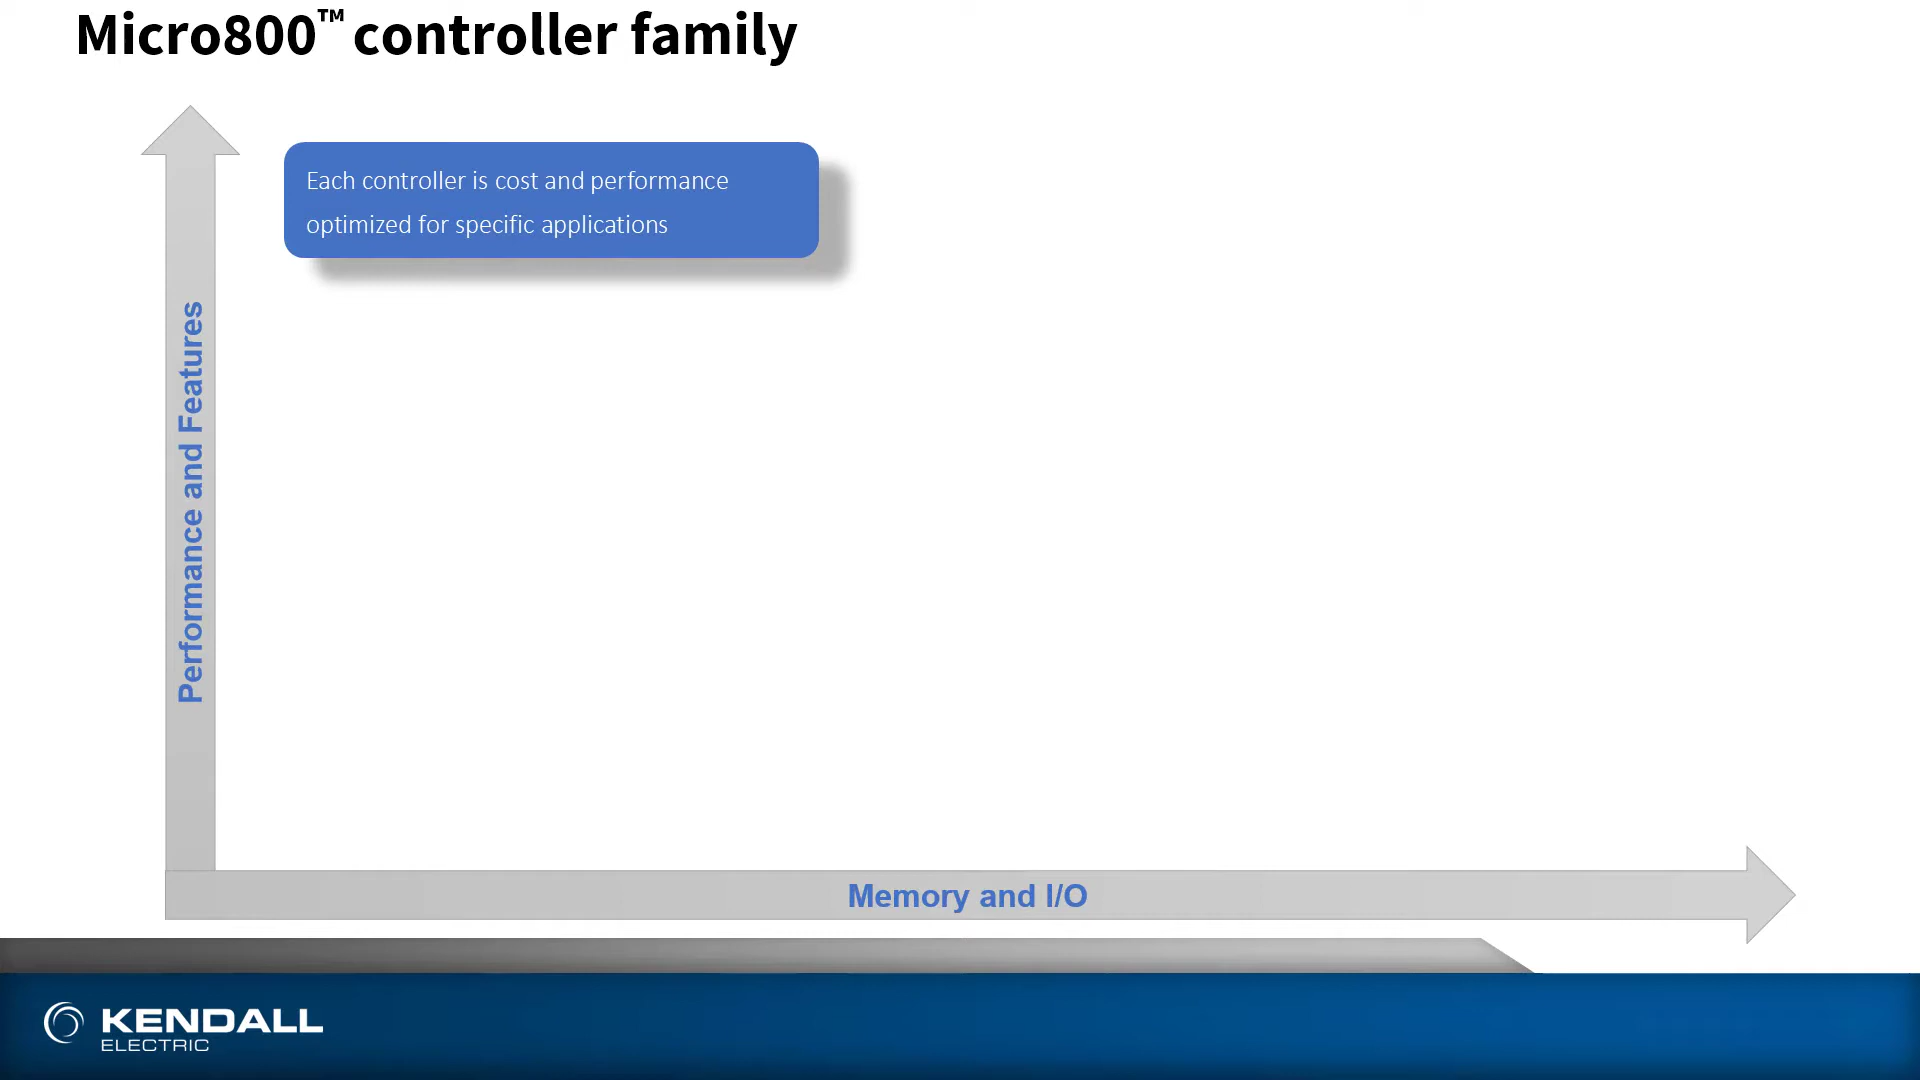 Micro800™ controller family
Each controller is cost and performance
optimized for specific applications
Performance and Features
Memory and I/O
KENDALL
ELECTRIC